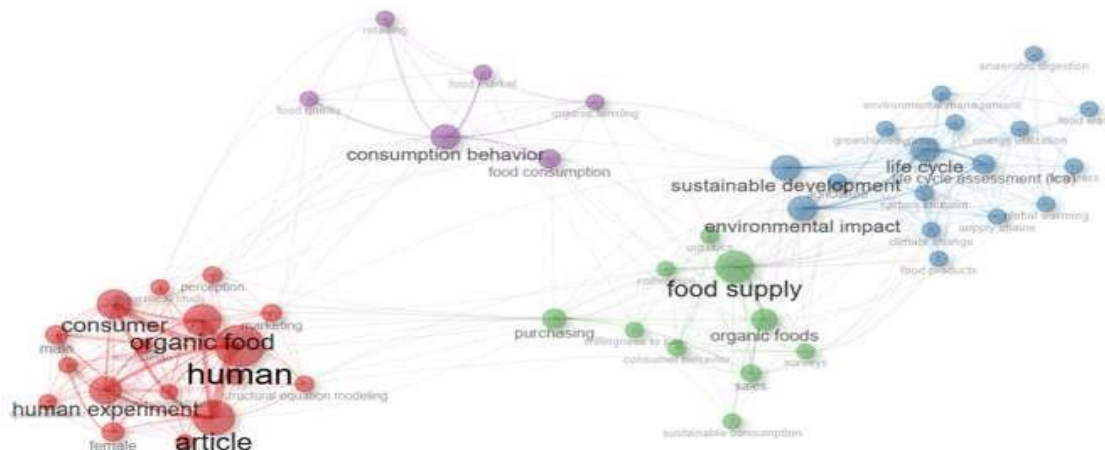 retailing
food market
food quality
organic farming
consumption behavior
food consumption
anaerobic digestion
environmental management
energy utilization
life cycle
life cycle assessment (lca)
sustainable development
carbon footprint
global warming
supply chains
environmental impact
climate change
food products
food supply
purchasing
organic foods
willingness to
consumer behavior
surveys
sales
sustainable consumption
perception
consumer
marketing
organic food
male
human
structural equation modeling
human experiment
female
article